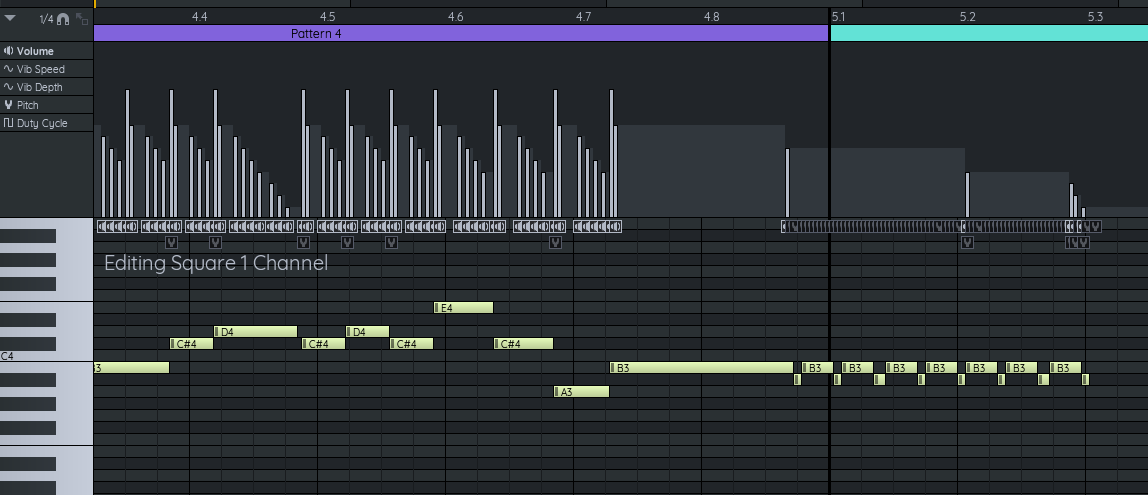 1/4 4.4 4.5 4.6 4.7 4.8 5.1 5.2 5.3
Pattern 4
Volume
Vib Speed
Vib Depth
Pitch
Duty Cycle
Editing Square 1 Channel
E4
D4 D4
C#4 C#4 C#4 C#4
C4
B3 B3 B3 B3 B3 B3 B3 B3
A3